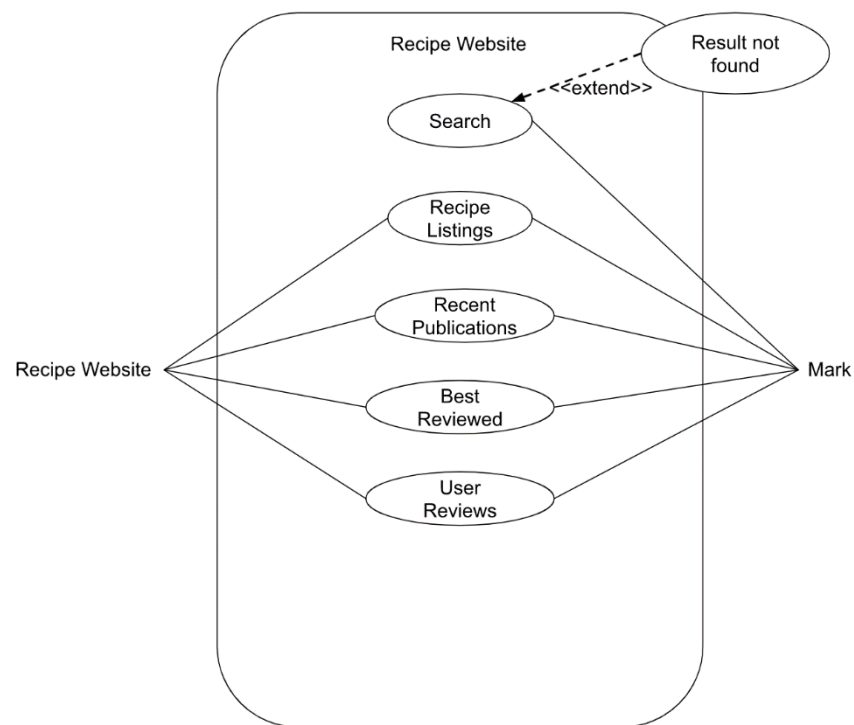 Recipe Website
Result not
found
<<extend>>
Search
Recipe
Listings
Recent
Publications
Recipe Website
Mark
Best
Reviewed
User
Reviews